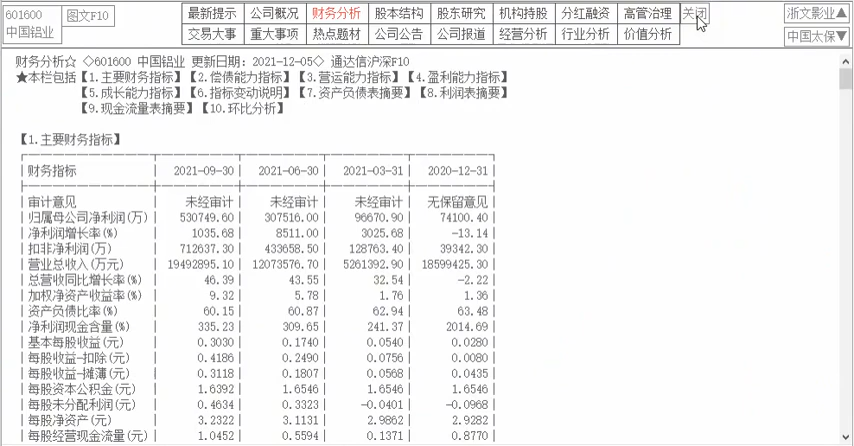 601600 图文F10 最新提示 公司概况 财务分析 股本结构 股东研究 机构持股 分红融资 高管治理 关闭 浙文影业▲
中国铝业 交易大事 重大事项 热点题材 公司公告 公司报道 经营分析 行业分析 价值分析 中国太保▼
财务分析☆ ◇601600 中国铝业 更新日期：2021-12-05◇ 通达信沪深F10
★本栏包括【1.主要财务指标】【2.偿债能力指标】【3.营运能力指标】【4.盈利能力指标】
【5.成长能力指标】【6.指标变动说明】【7.资产负债表摘要】【8.利润表摘要】
【9.现金流量表摘要】【10.环比分析】
【1.主要财务指标】
财务指标 2021-09-30 2021-06-30 2021-03-31 2020-12-31
审计意见 未经审计 未经审计 未经审计 无保留意见
归属母公司净利润(万) 530749.60 307516.00 96670.90 74100.40
净利润增长率(%) 1035.68 8511.00 3025.68 -13.14
扣非净利润(万) 712637.30 433658.50 128763.40 39342.30
营业总收入(万元) 19492895.10 12073576.70 5261392.90 18599425.30
总营收同比增长率(%) 46.39 43.55 32.54 -2.22
加权净资产收益率(%) 9.32 5.78 1.76 1.36
资产负债比率(%) 60.15 60.87 62.94 63.48
净利润现金含量(%) 335.23 309.65 241.37 2014.69
基本每股收益(元) 0.3030 0.1740 0.0540 0.0280
每股收益-扣除(元) 0.4186 0.2490 0.0756 0.0080
每股收益-摊薄(元) 0.3118 0.1807 0.0568 0.0435
每股资本公积金(元) 1.6392 1.6546 1.6546 1.6546
每股未分配利润(元) 0.4634 0.3323 -0.0401 -0.0968
每股净资产(元) 3.2322 3.1131 2.9862 2.9282
每股经营现金流量(元) 1.0452 0.5594 0.1371 0.8770